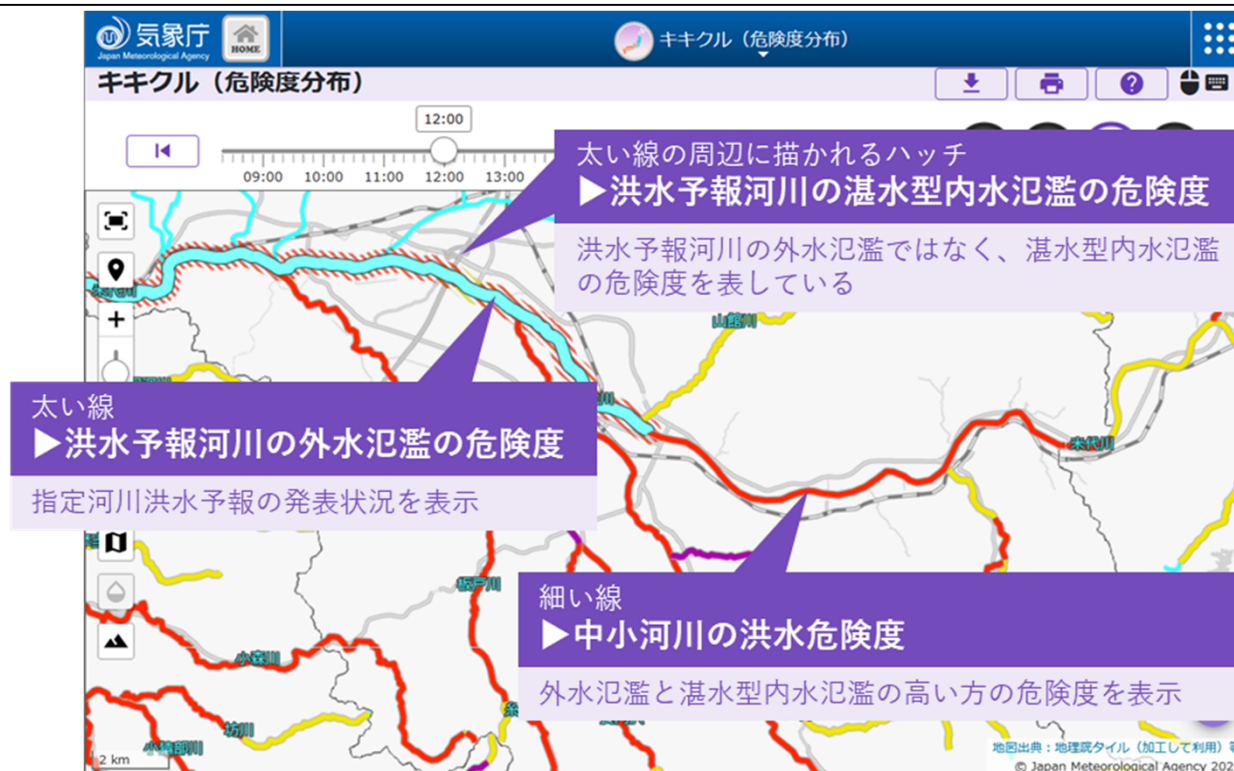 気象庁
Japan Meteorological Agency
HOME
キキクル（危険度分布）
キキクル（危険度分布）
12:00
09:00 10:00 11:00 12:00 13:00
太い線の周辺に描かれるハッチ
▶洪水予報河川の湛水型内水氾濫の危険度
洪水予報河川の外水氾濫ではなく、湛水型内水氾濫
の危険度を表している
山館川
太い線
▶洪水予報河川の外水氾濫の危険度
指定河川洪水予報の発表状況を表示
米代川
板戸川
細い線
▶中小河川の洪水危険度
外水氾濫と湛水型内水氾濫の高い方の危険度を表示
小森川
坊川
2 km
地図出典：地理院タイル（加工して利用）
© Japan Meteorological Agency 202